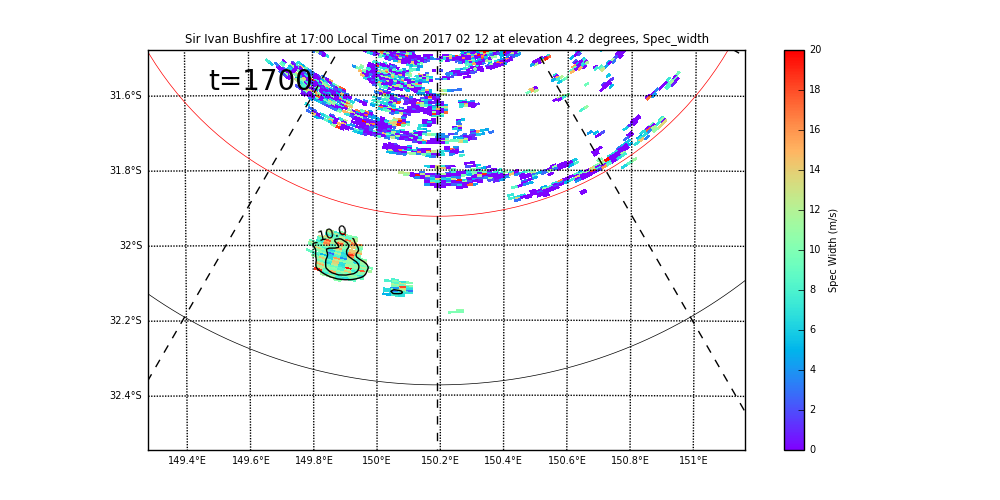 Sir Ivan Bushfire at 17:00 Local Time on 2017 02 12 at elevation 4.2 degrees, Spec_width
t=1700
31.6°S
31.8°S
32°S
32.2°S
32.4°S
10.0
149.4°E 149.6°E 149.8°E 150°E 150.2°E 150.4°E 150.6°E 150.8°E 151°E
20
18
16
14
12
10
8
6
4
2
0
Spec Width (m/s)